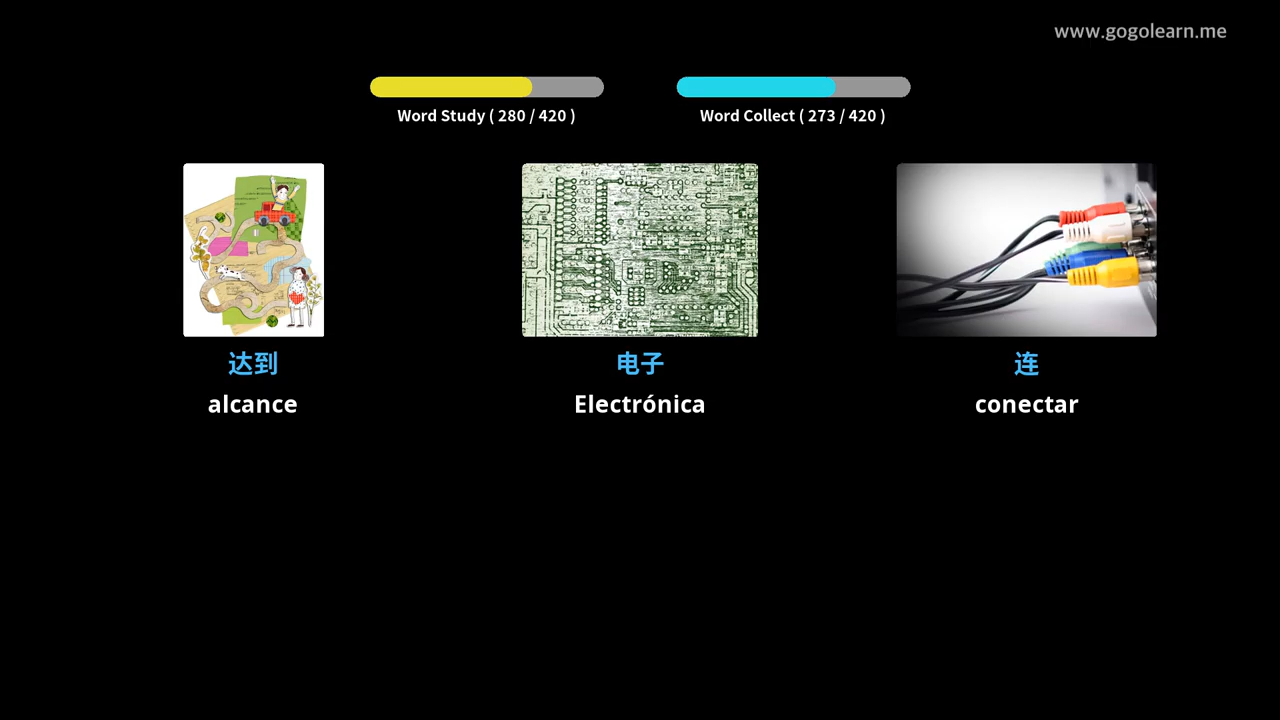 www.gogolearn.me
Word Study ( 280 / 420 )
Word Collect ( 273 / 420 )
达到
电子
连
alcance
Electrónica
conectar